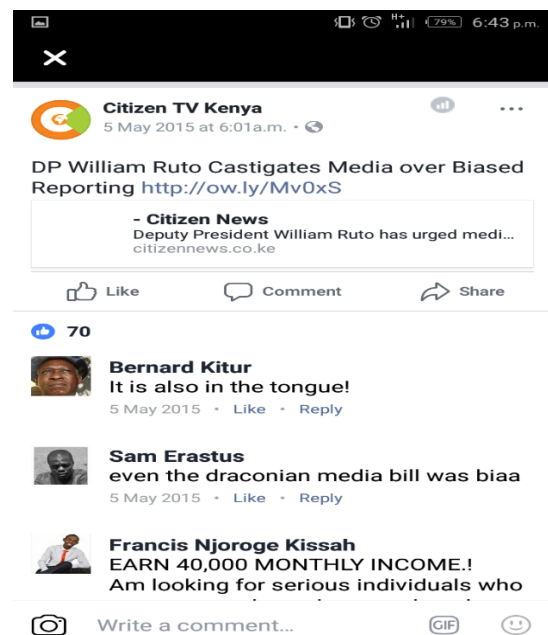 79% 6:43 p.m.
Citizen TV Kenya
5 May 2015 at 6:01a.m.
DP William Ruto Castigates Media over Biased
Reporting http://ow.ly/Mv0xS
- Citizen News
Deputy President William Ruto has urged medi...
citizennews.co.ke
Like Comment Share
70
Bernard Kitur
It is also in the tongue!
5 May 2015 • Like • Reply
Sam Erastus
even the draconian media bill was biaa
5 May 2015 • Like • Reply
Francis Njoroge Kissah
EARN 40,000 MONTHLY INCOME.!
Am looking for serious individuals who
Write a comment... GIF